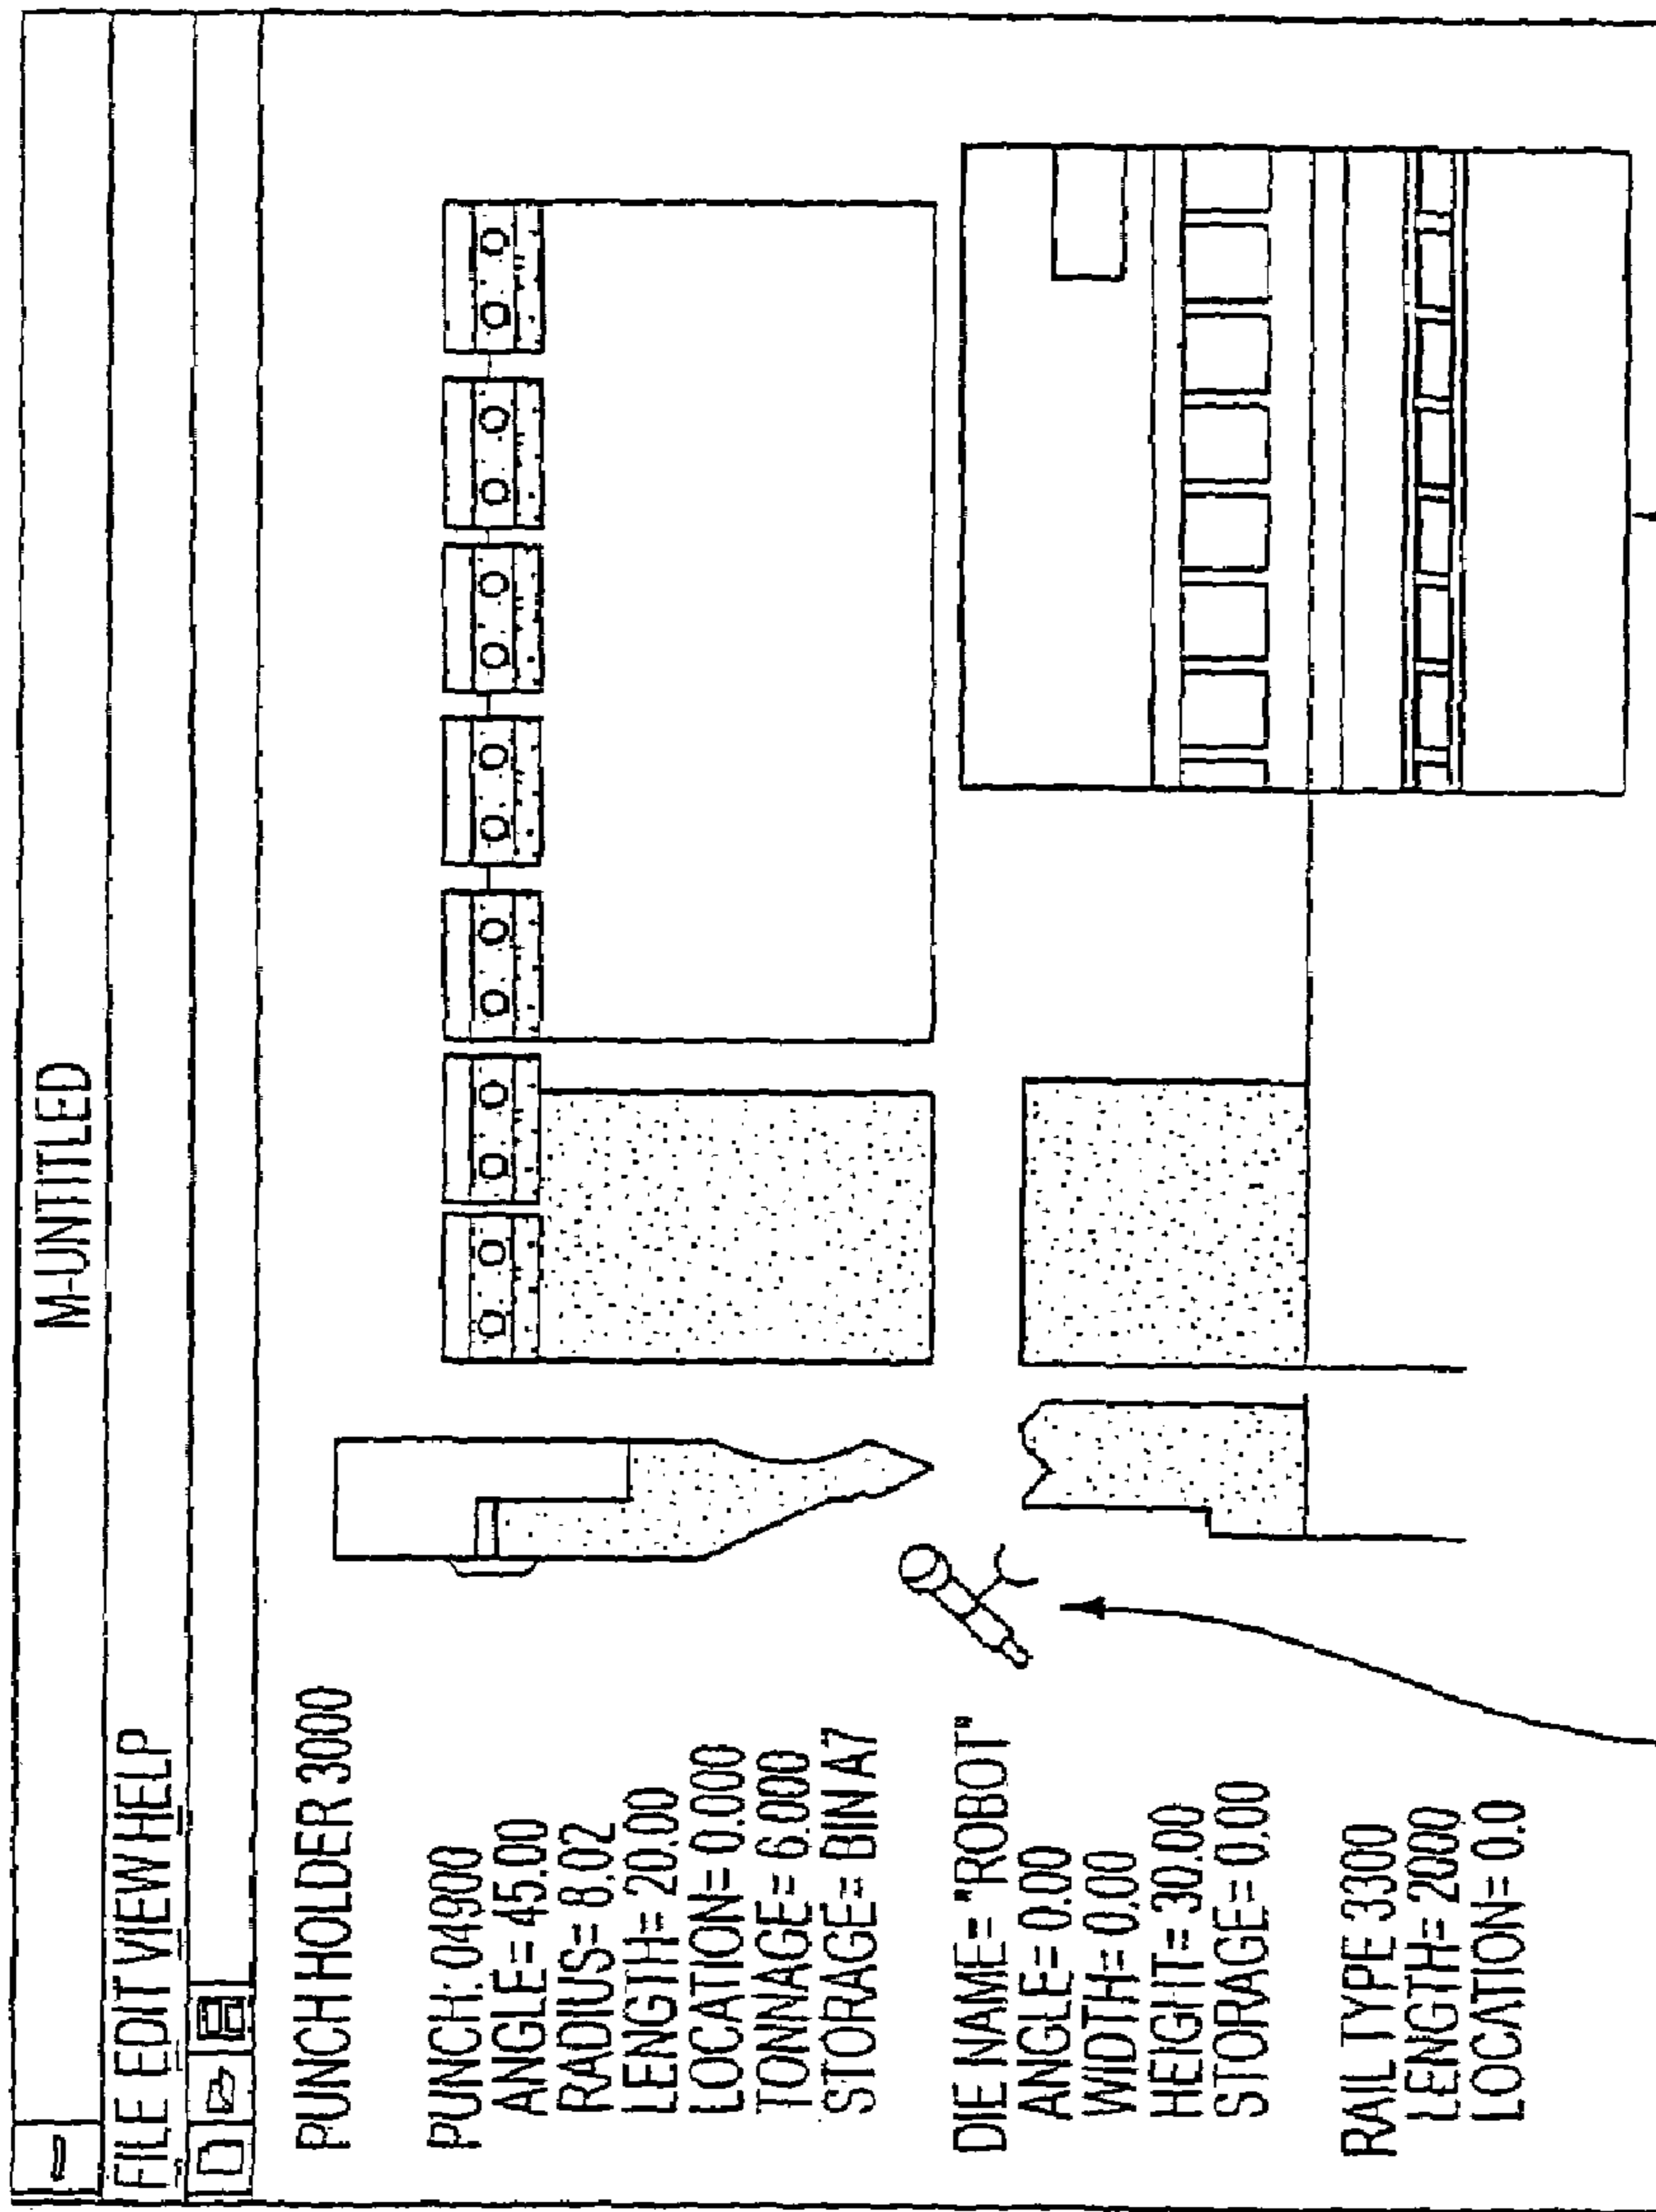 M-UNTITLED
FILE EDIT VIEW HELP
PUNCH HOLDER 3000
PUNCH: 04900
ANGLE= 45.00
RADIUS= 8.02
LENGTH= 20.00
LOCATION= 0.000
TONNAGE= 6.000
STORAGE= BIN A7
DIE NAME= "ROBOT"
ANGLE= 0.00
WIDTH= 0.00
HEIGHT= 30.00
STORAGE= 0.00
RAIL TYPE 3300
LENGTH= 2000
LOCATION= 0.0